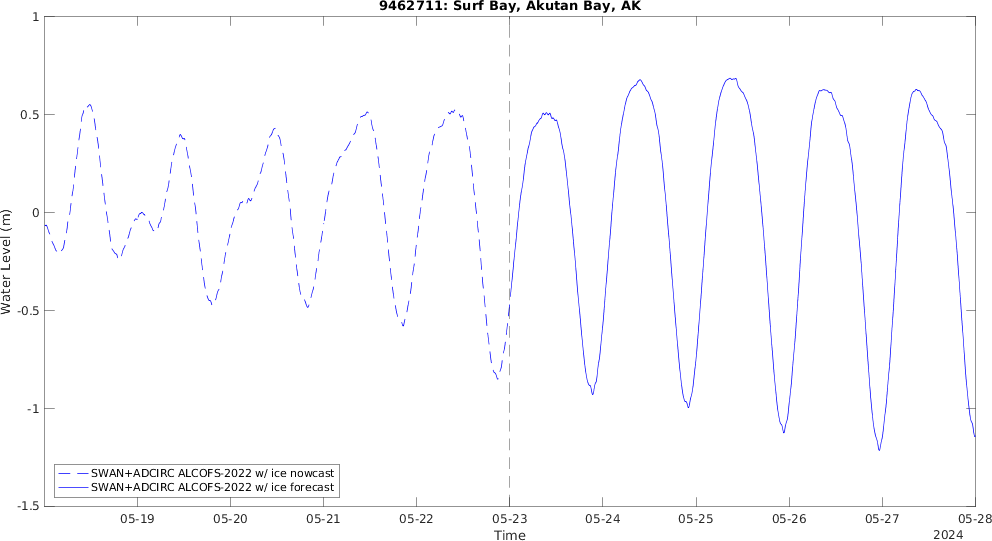 9462711: Surf Bay, Akutan Bay, AK
1
0.5
0
-0.5
-1
-1.5
Water Level (m)
SWAN+ADCIRC ALCOFS-2022 w/ ice nowcast
SWAN+ADCIRC ALCOFS-2022 w/ ice forecast
05-19 05-20 05-21 05-22 05-23 05-24 05-25 05-26 05-27 05-28
Time
2024